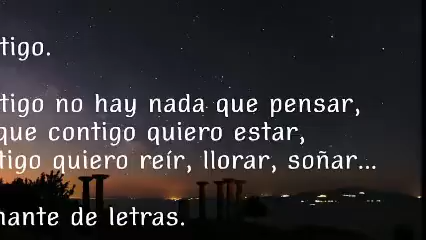 tigo.
tigo no hay nada que pensar,
que contigo quiero estar,
tigo quiero reír, llorar, soñar...
nante de letras.